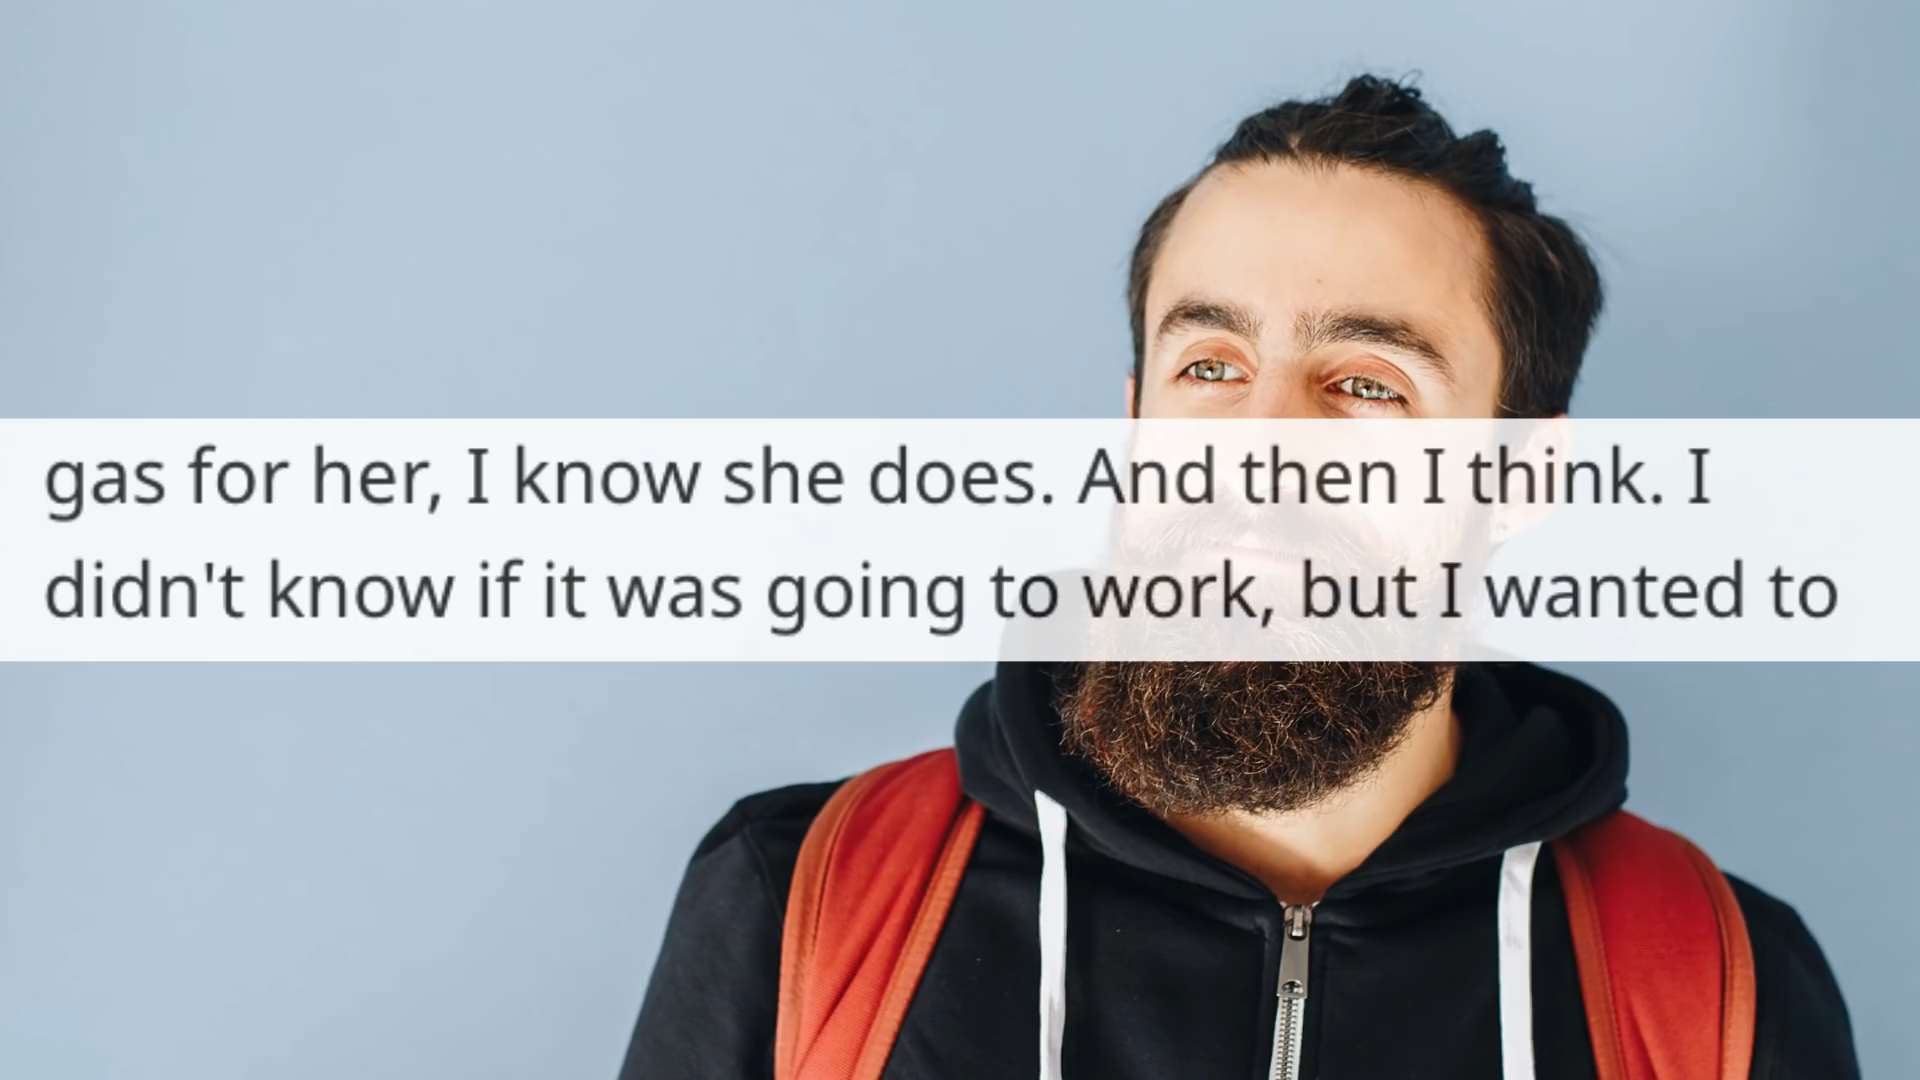 gas for her, I know she does. And then I think. I
didn't know if it was going to work, but I wanted to